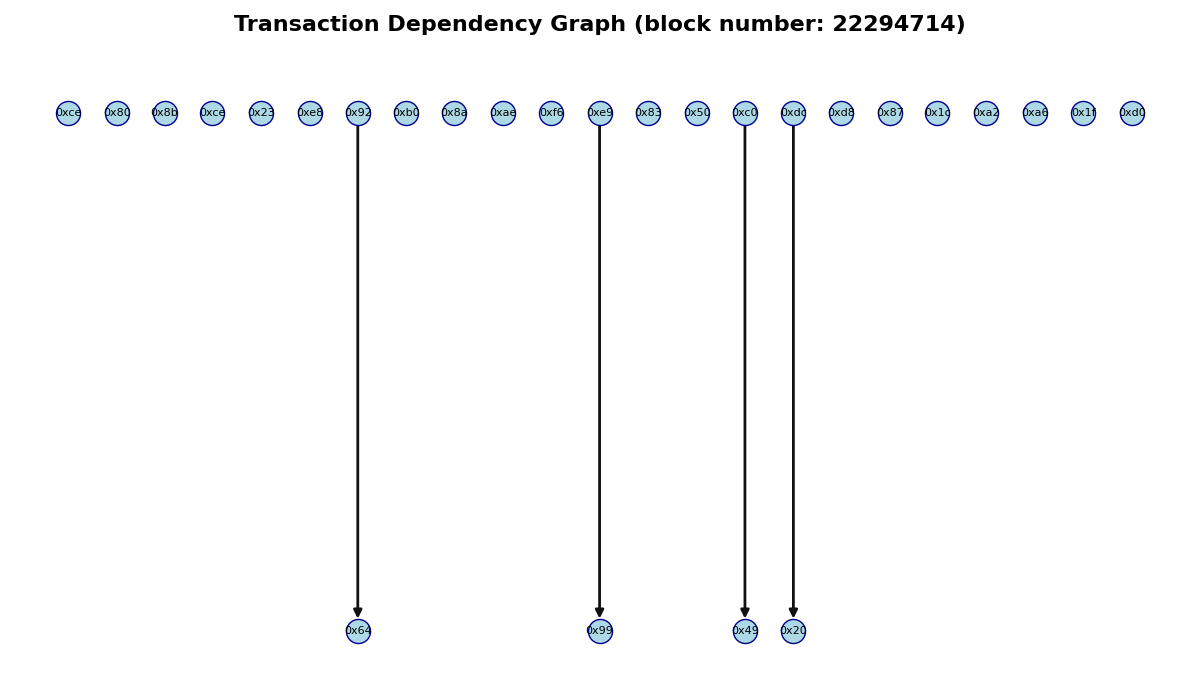 Transaction Dependency Graph (block number: 22294714)
0xce 0x80 0x8b 0xce 0x23 0xe8 0x92 0xb0 0x8a 0xae 0xf6 0xe9 0x83 0x50 0xc0 0xdc 0xd8 0x87 0x1c 0xa2 0xa6 0x1f 0xd0
0x64 0x99 0x49 0x20